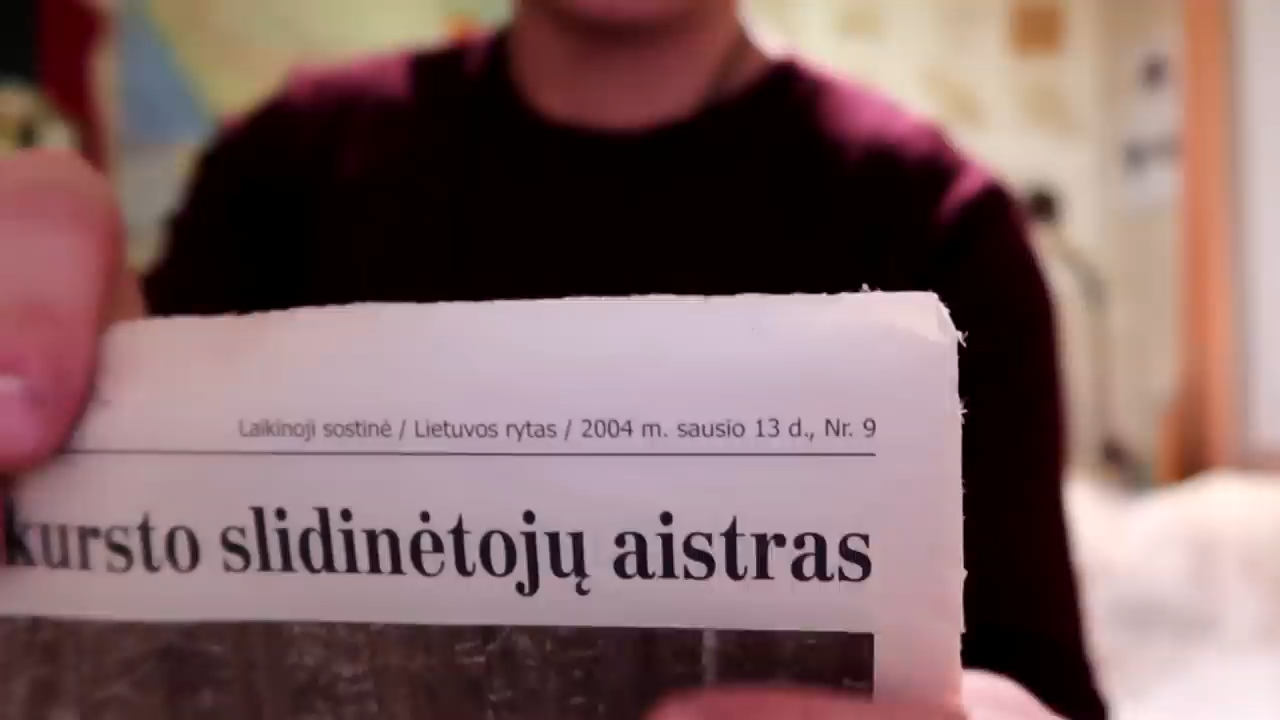 Laikinoji sostinė / Lietuvos rytas / 2004 m. sausio 13 d., Nr. 9
kursto slidinėtojų aistras